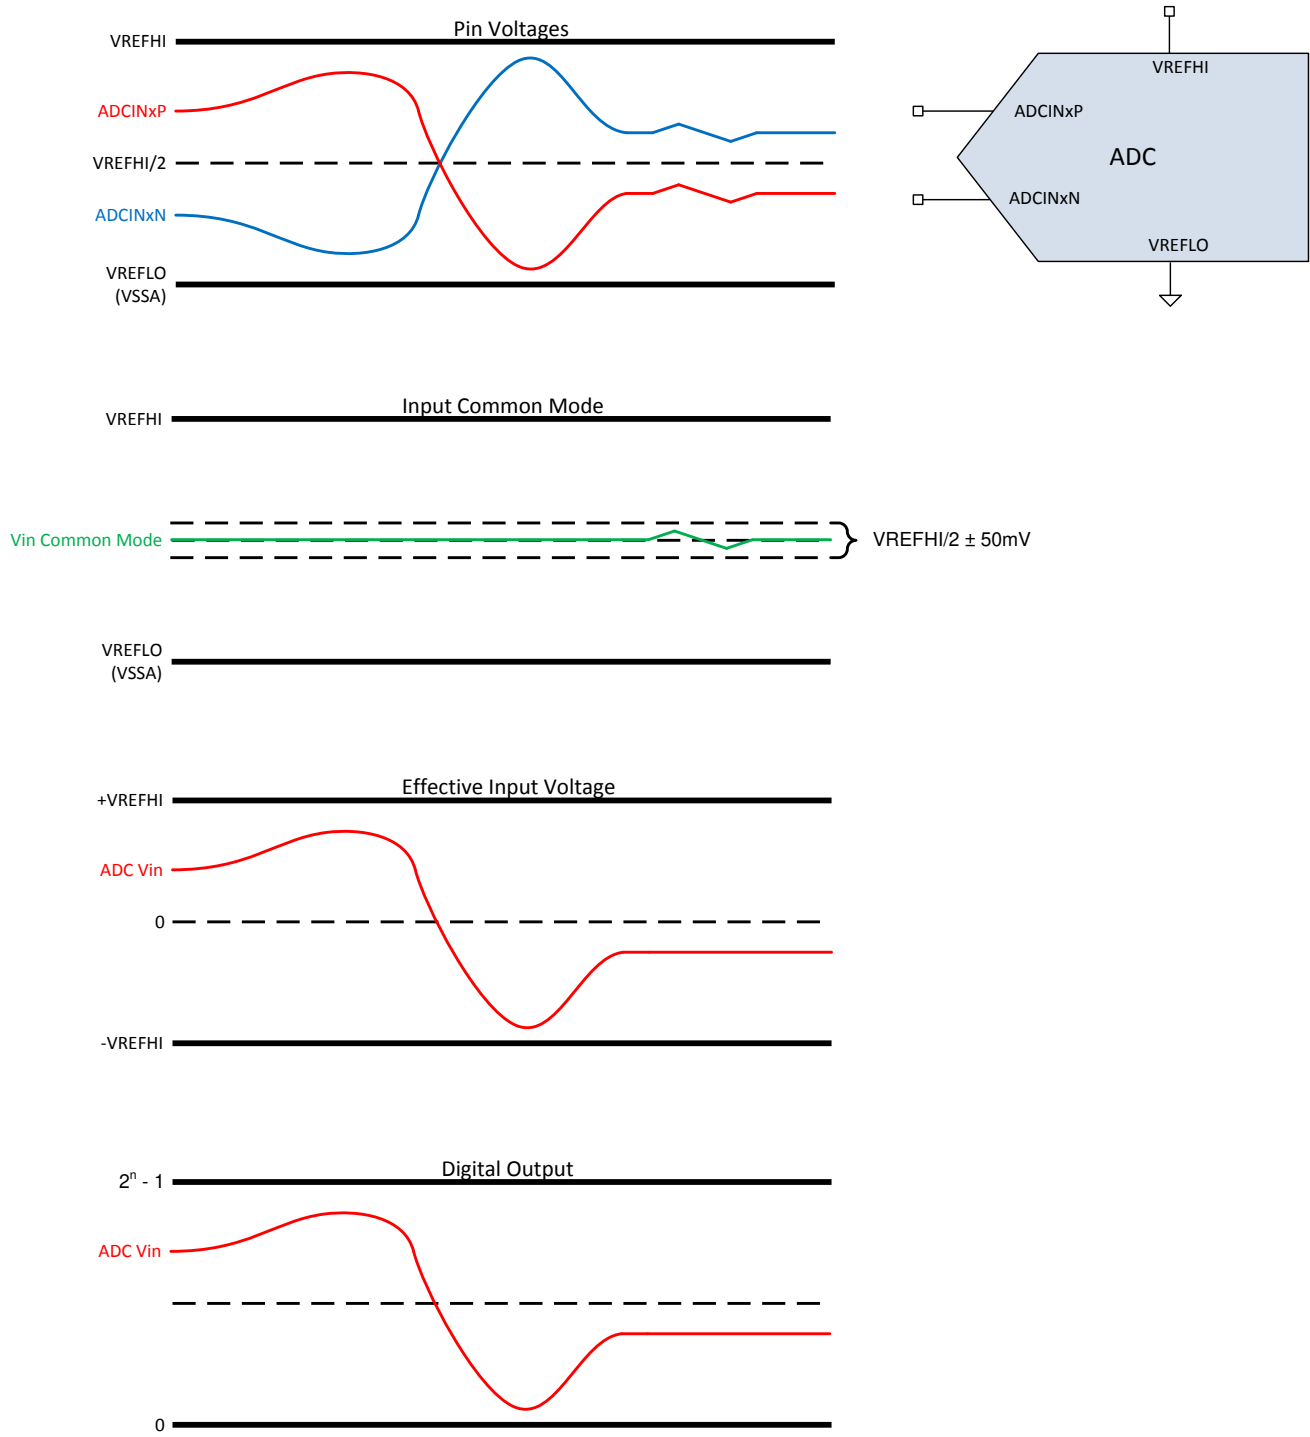 Pin Voltages
VREFHI
ADCINxP
VREFHI/2
ADCINxN
VREFLO
(VSSA)
VREFHI
ADCINxP
ADC
ADCINxN
VREFLO
Input Common Mode
VREFHI
Vin Common Mode
VREFHI/2 ± 50mV
VREFLO
(VSSA)
Effective Input Voltage
+VREFHI
ADC Vin
0
-VREFHI
Digital Output
2ⁿ - 1
ADC Vin
0